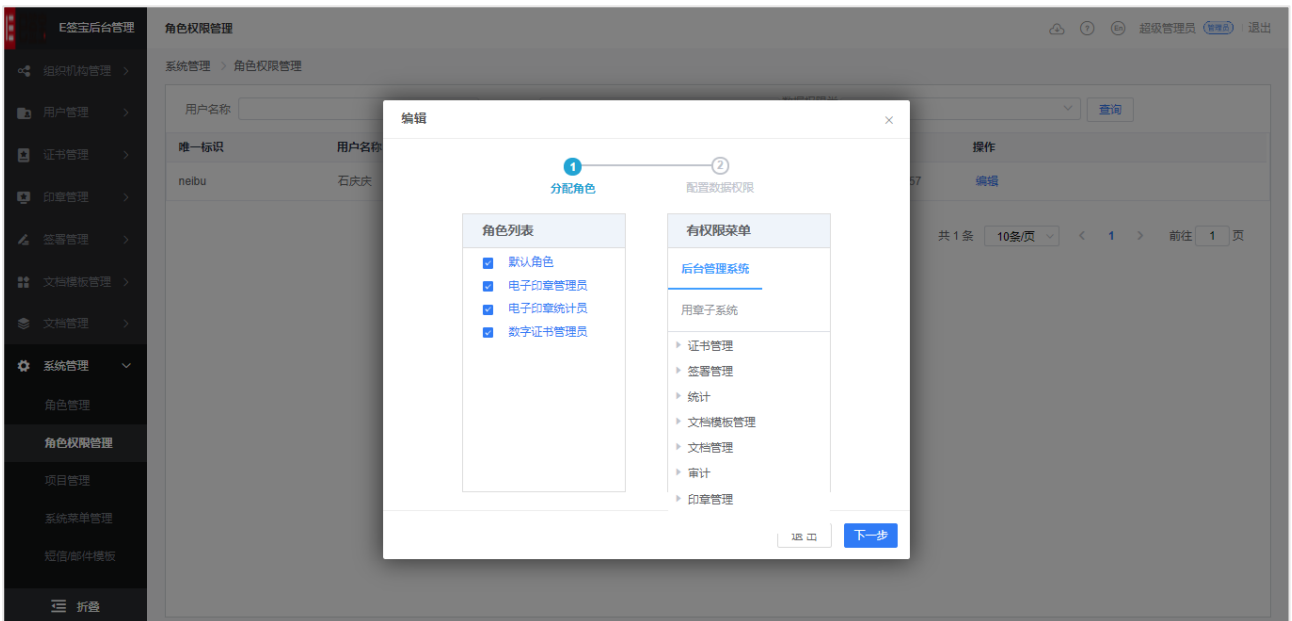 E签宝后台管理
角色权限管理
En 超级管理员 管理员 退出
组织机构管理
系统管理 > 角色权限管理
用户管理
用户名称
查询
证书管理
唯一标识 用户名称 操作
neibu 石庆庆 57 编辑
印章管理
签署管理
共 1 条 10条/页 < 1 > 前往 1 页
文档模板管理
文档管理
系统管理
角色管理
角色权限管理
项目管理
系统菜单管理
短信/邮件模板
折叠
编辑
1 2
分配角色 配置数据权限
角色列表 有权限菜单
默认角色
电子印章管理员
电子印章统计员
数字证书管理员
后台管理系统
用章子系统
证书管理
签署管理
统计
文档模板管理
文档管理
审计
印章管理
退出 下一步